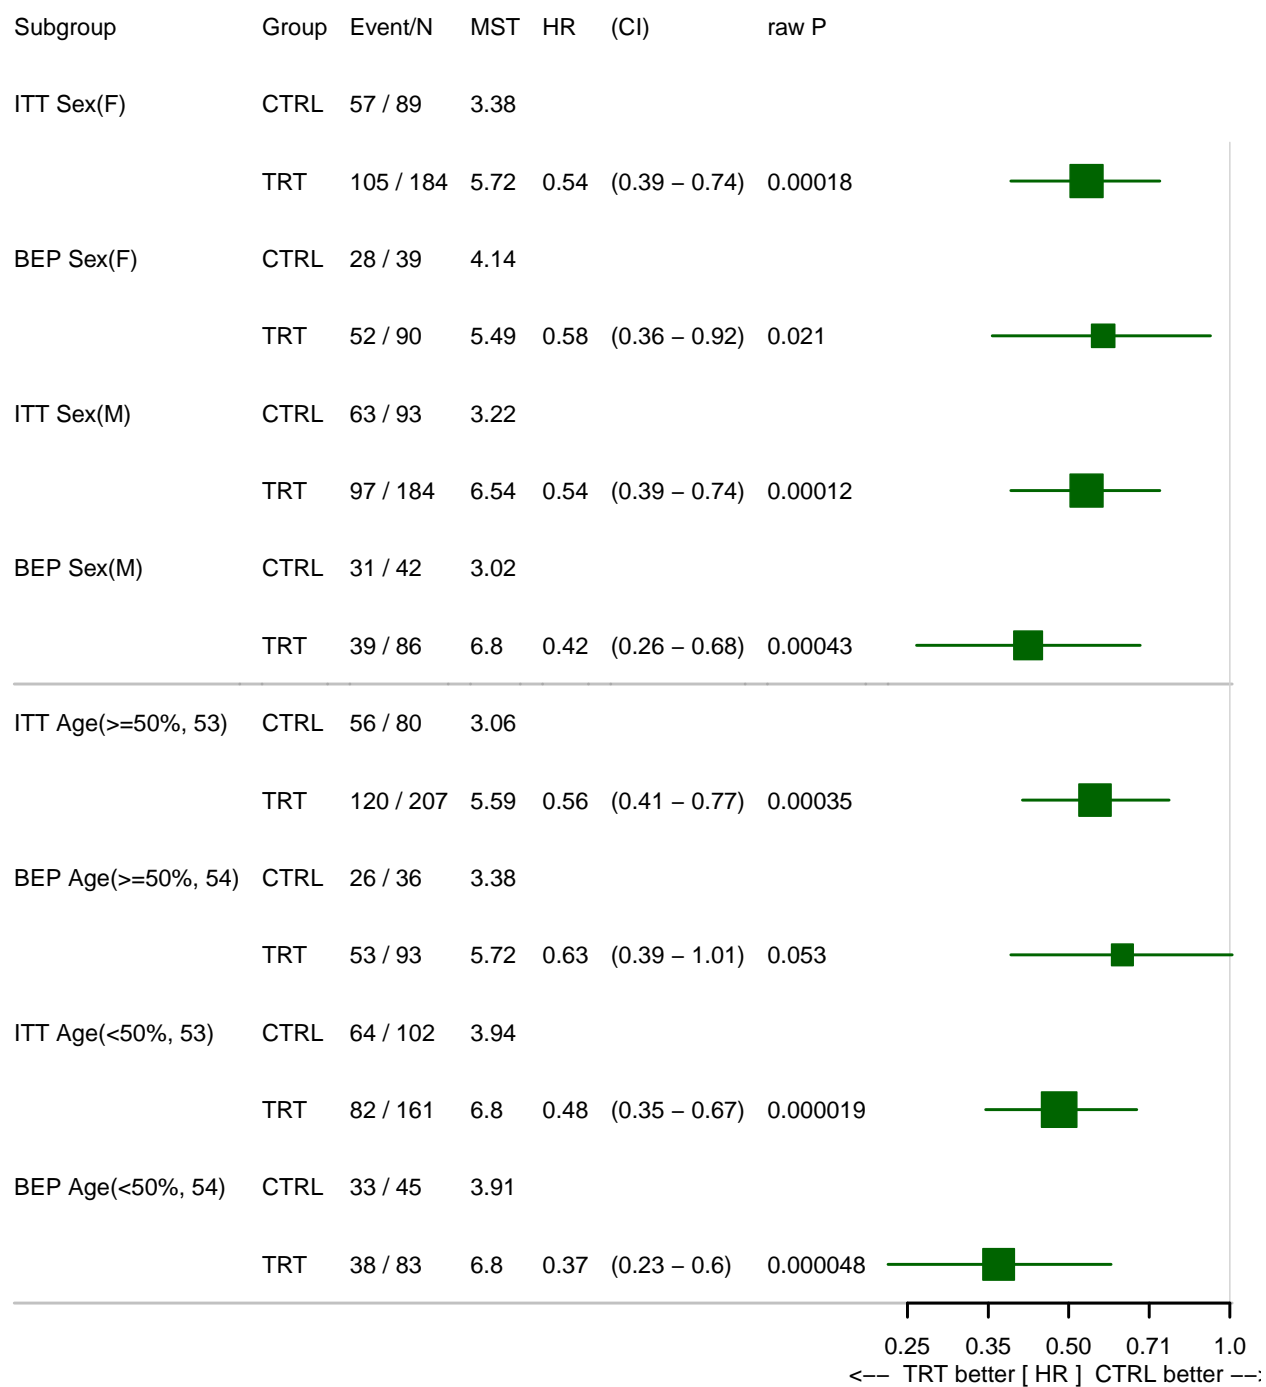 Subgroup Group Event/N MST HR (CI) raw P
ITT Sex(F) CTRL 57 / 89 3.38
TRT 105 / 184 5.72 0.54 (0.39 − 0.74) 0.00018
BEP Sex(F) CTRL 28 / 39 4.14
TRT 52 / 90 5.49 0.58 (0.36 − 0.92) 0.021
ITT Sex(M) CTRL 63 / 93 3.22
TRT 97 / 184 6.54 0.54 (0.39 − 0.74) 0.00012
BEP Sex(M) CTRL 31 / 42 3.02
TRT 39 / 86 6.8 0.42 (0.26 − 0.68) 0.00043
ITT Age(>=50%, 53) CTRL 56 / 80 3.06
TRT 120 / 207 5.59 0.56 (0.41 − 0.77) 0.00035
BEP Age(>=50%, 54) CTRL 26 / 36 3.38
TRT 53 / 93 5.72 0.63 (0.39 − 1.01) 0.053
ITT Age(<50%, 53) CTRL 64 / 102 3.94
TRT 82 / 161 6.8 0.48 (0.35 − 0.67) 0.000019
BEP Age(<50%, 54) CTRL 33 / 45 3.91
TRT 38 / 83 6.8 0.37 (0.23 − 0.6) 0.000048
0.25 0.35 0.50 0.71 1.0
<−− TRT better [ HR ] CTRL better −−>